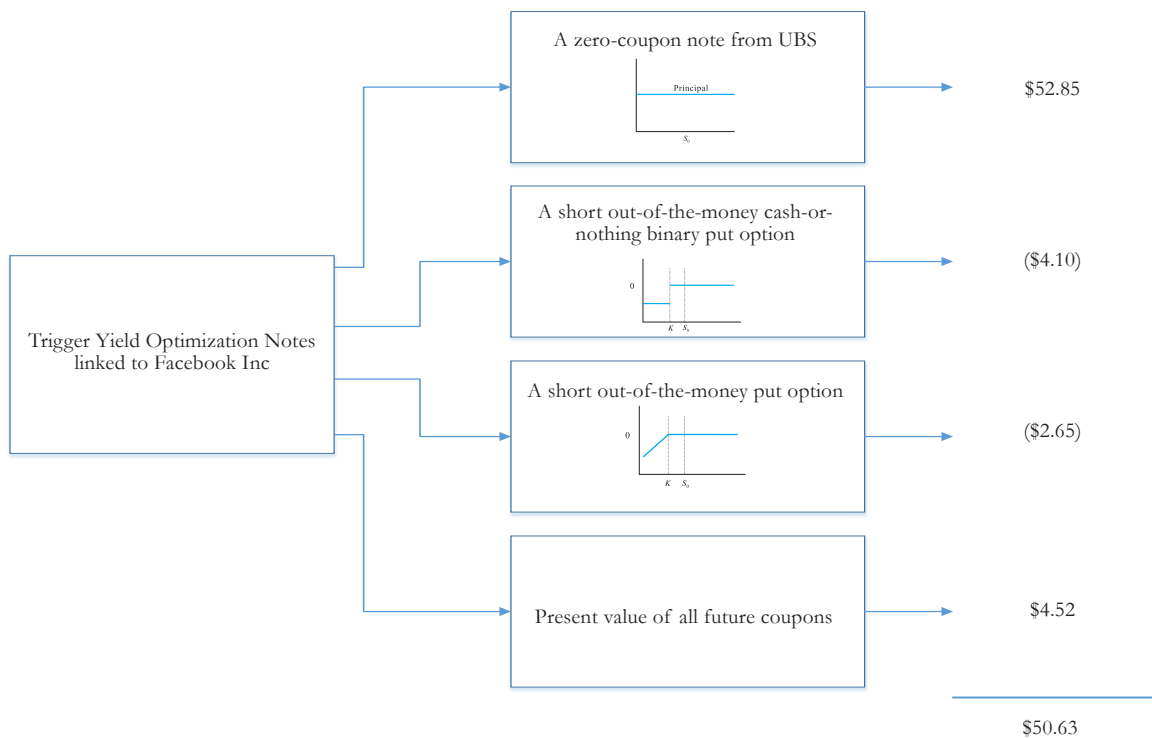 A zero-coupon note from UBS
Principal
S₀
$52.85
A short out-of-the-money cash-or-
nothing binary put option
0
K S₀
($4.10)
Trigger Yield Optimization Notes
linked to Facebook Inc
A short out-of-the-money put option
0
K S₀
($2.65)
Present value of all future coupons
$4.52
$50.63